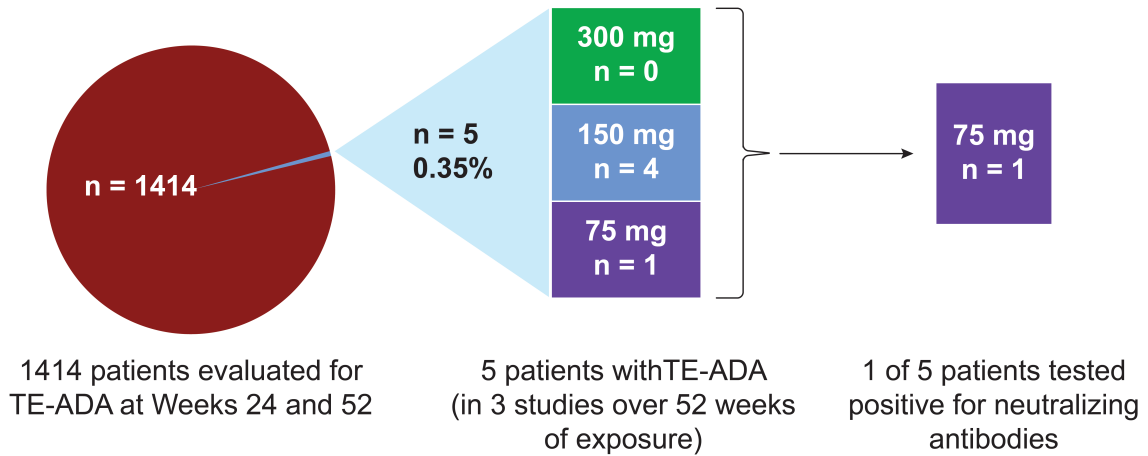 n = 1414
n = 5
0.35%
300 mg
n = 0
150 mg
n = 4
75 mg
n = 1
75 mg
n = 1
1414 patients evaluated for
TE-ADA at Weeks 24 and 52
5 patients withTE-ADA
(in 3 studies over 52 weeks
of exposure)
1 of 5 patients tested
positive for neutralizing
antibodies